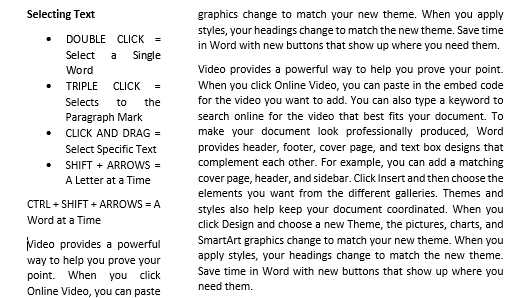 Selecting Text
• DOUBLE CLICK =
Select a Single
Word
• TRIPLE CLICK =
Selects to the
Paragraph Mark
• CLICK AND DRAG =
Select Specific Text
• SHIFT + ARROWS =
A Letter at a Time
CTRL + SHIFT + ARROWS = A
Word at a Time
Video provides a powerful
way to help you prove your
point. When you click
Online Video, you can paste
graphics change to match your new theme. When you apply
styles, your headings change to match the new theme. Save time
in Word with new buttons that show up where you need them.
Video provides a powerful way to help you prove your point.
When you click Online Video, you can paste in the embed code
for the video you want to add. You can also type a keyword to
search online for the video that best fits your document. To
make your document look professionally produced, Word
provides header, footer, cover page, and text box designs that
complement each other. For example, you can add a matching
cover page, header, and sidebar. Click Insert and then choose the
elements you want from the different galleries. Themes and
styles also help keep your document coordinated. When you
click Design and choose a new Theme, the pictures, charts, and
SmartArt graphics change to match your new theme. When you
apply styles, your headings change to match the new theme.
Save time in Word with new buttons that show up where you
need them.